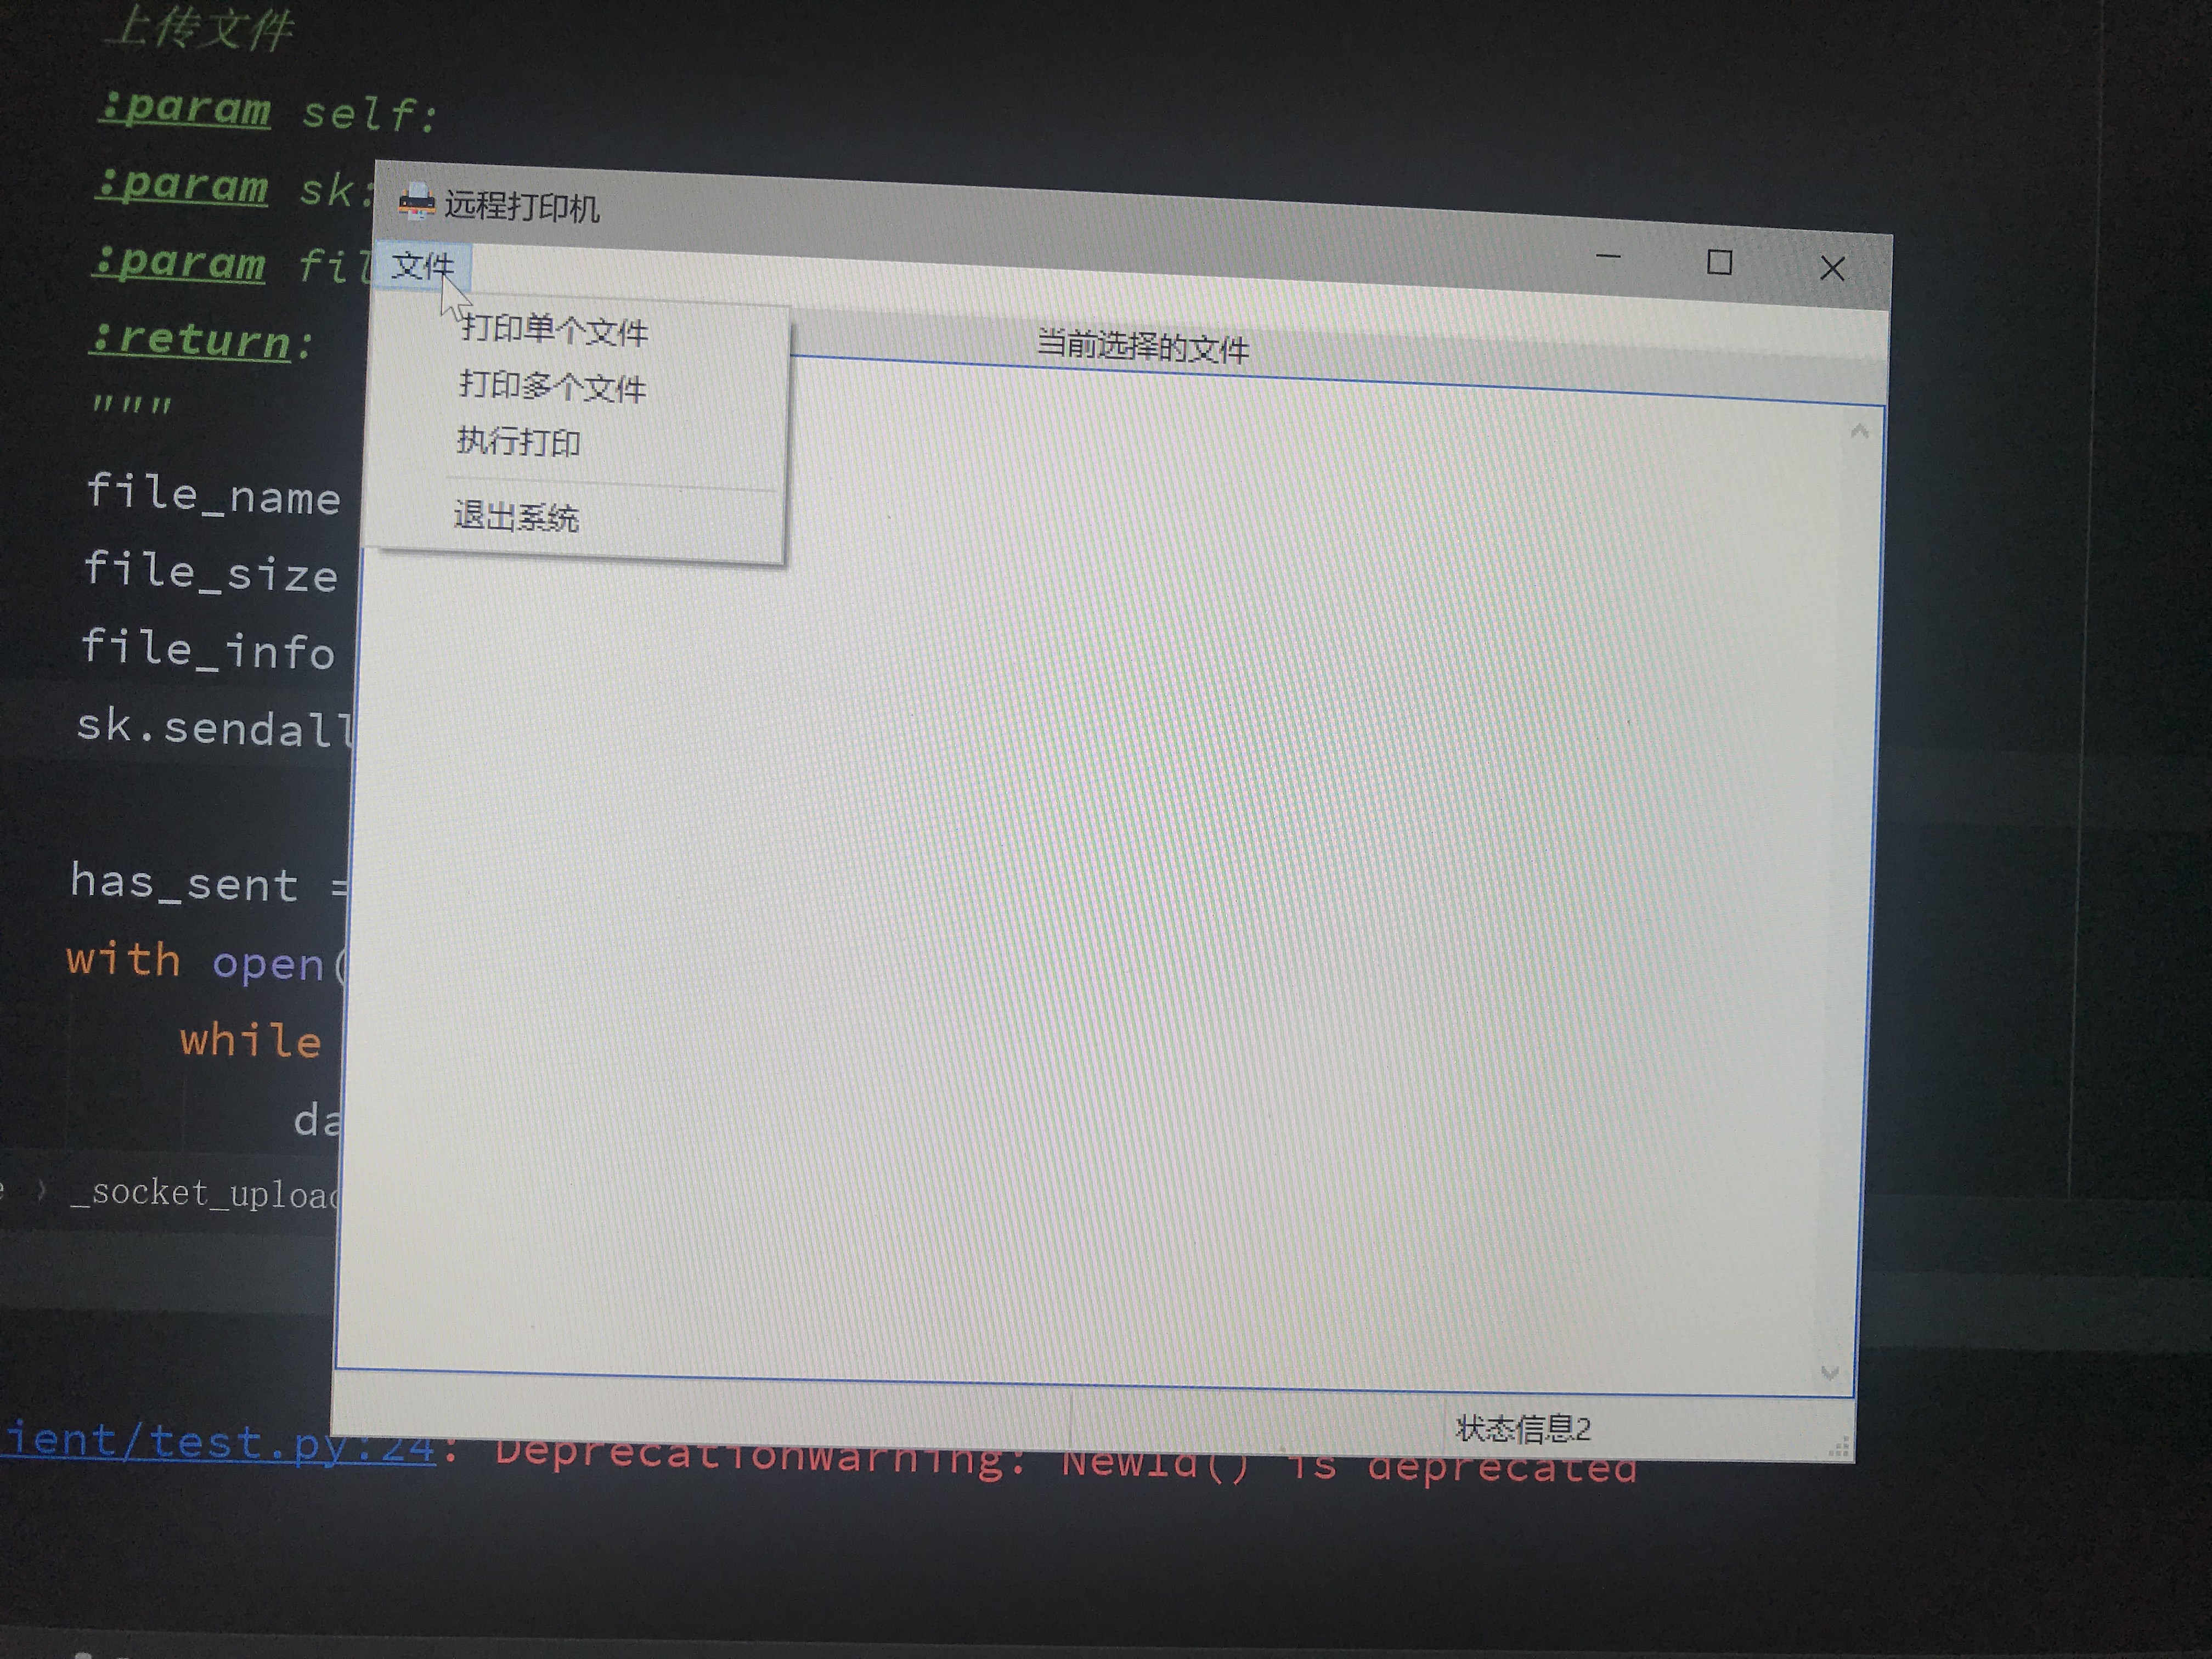 上传文件
:param self:
:param sk:
:param fil
:return:
"""
file_name
file_size
file_info
sk.sendall
has_sent =
with open(
while
da
_socket_upload
远程打印机
文件
打印单个文件
打印多个文件
执行打印
退出系统
当前选择的文件
状态信息2
ient/test.py:24: DeprecationWarning: NewId() is deprecated